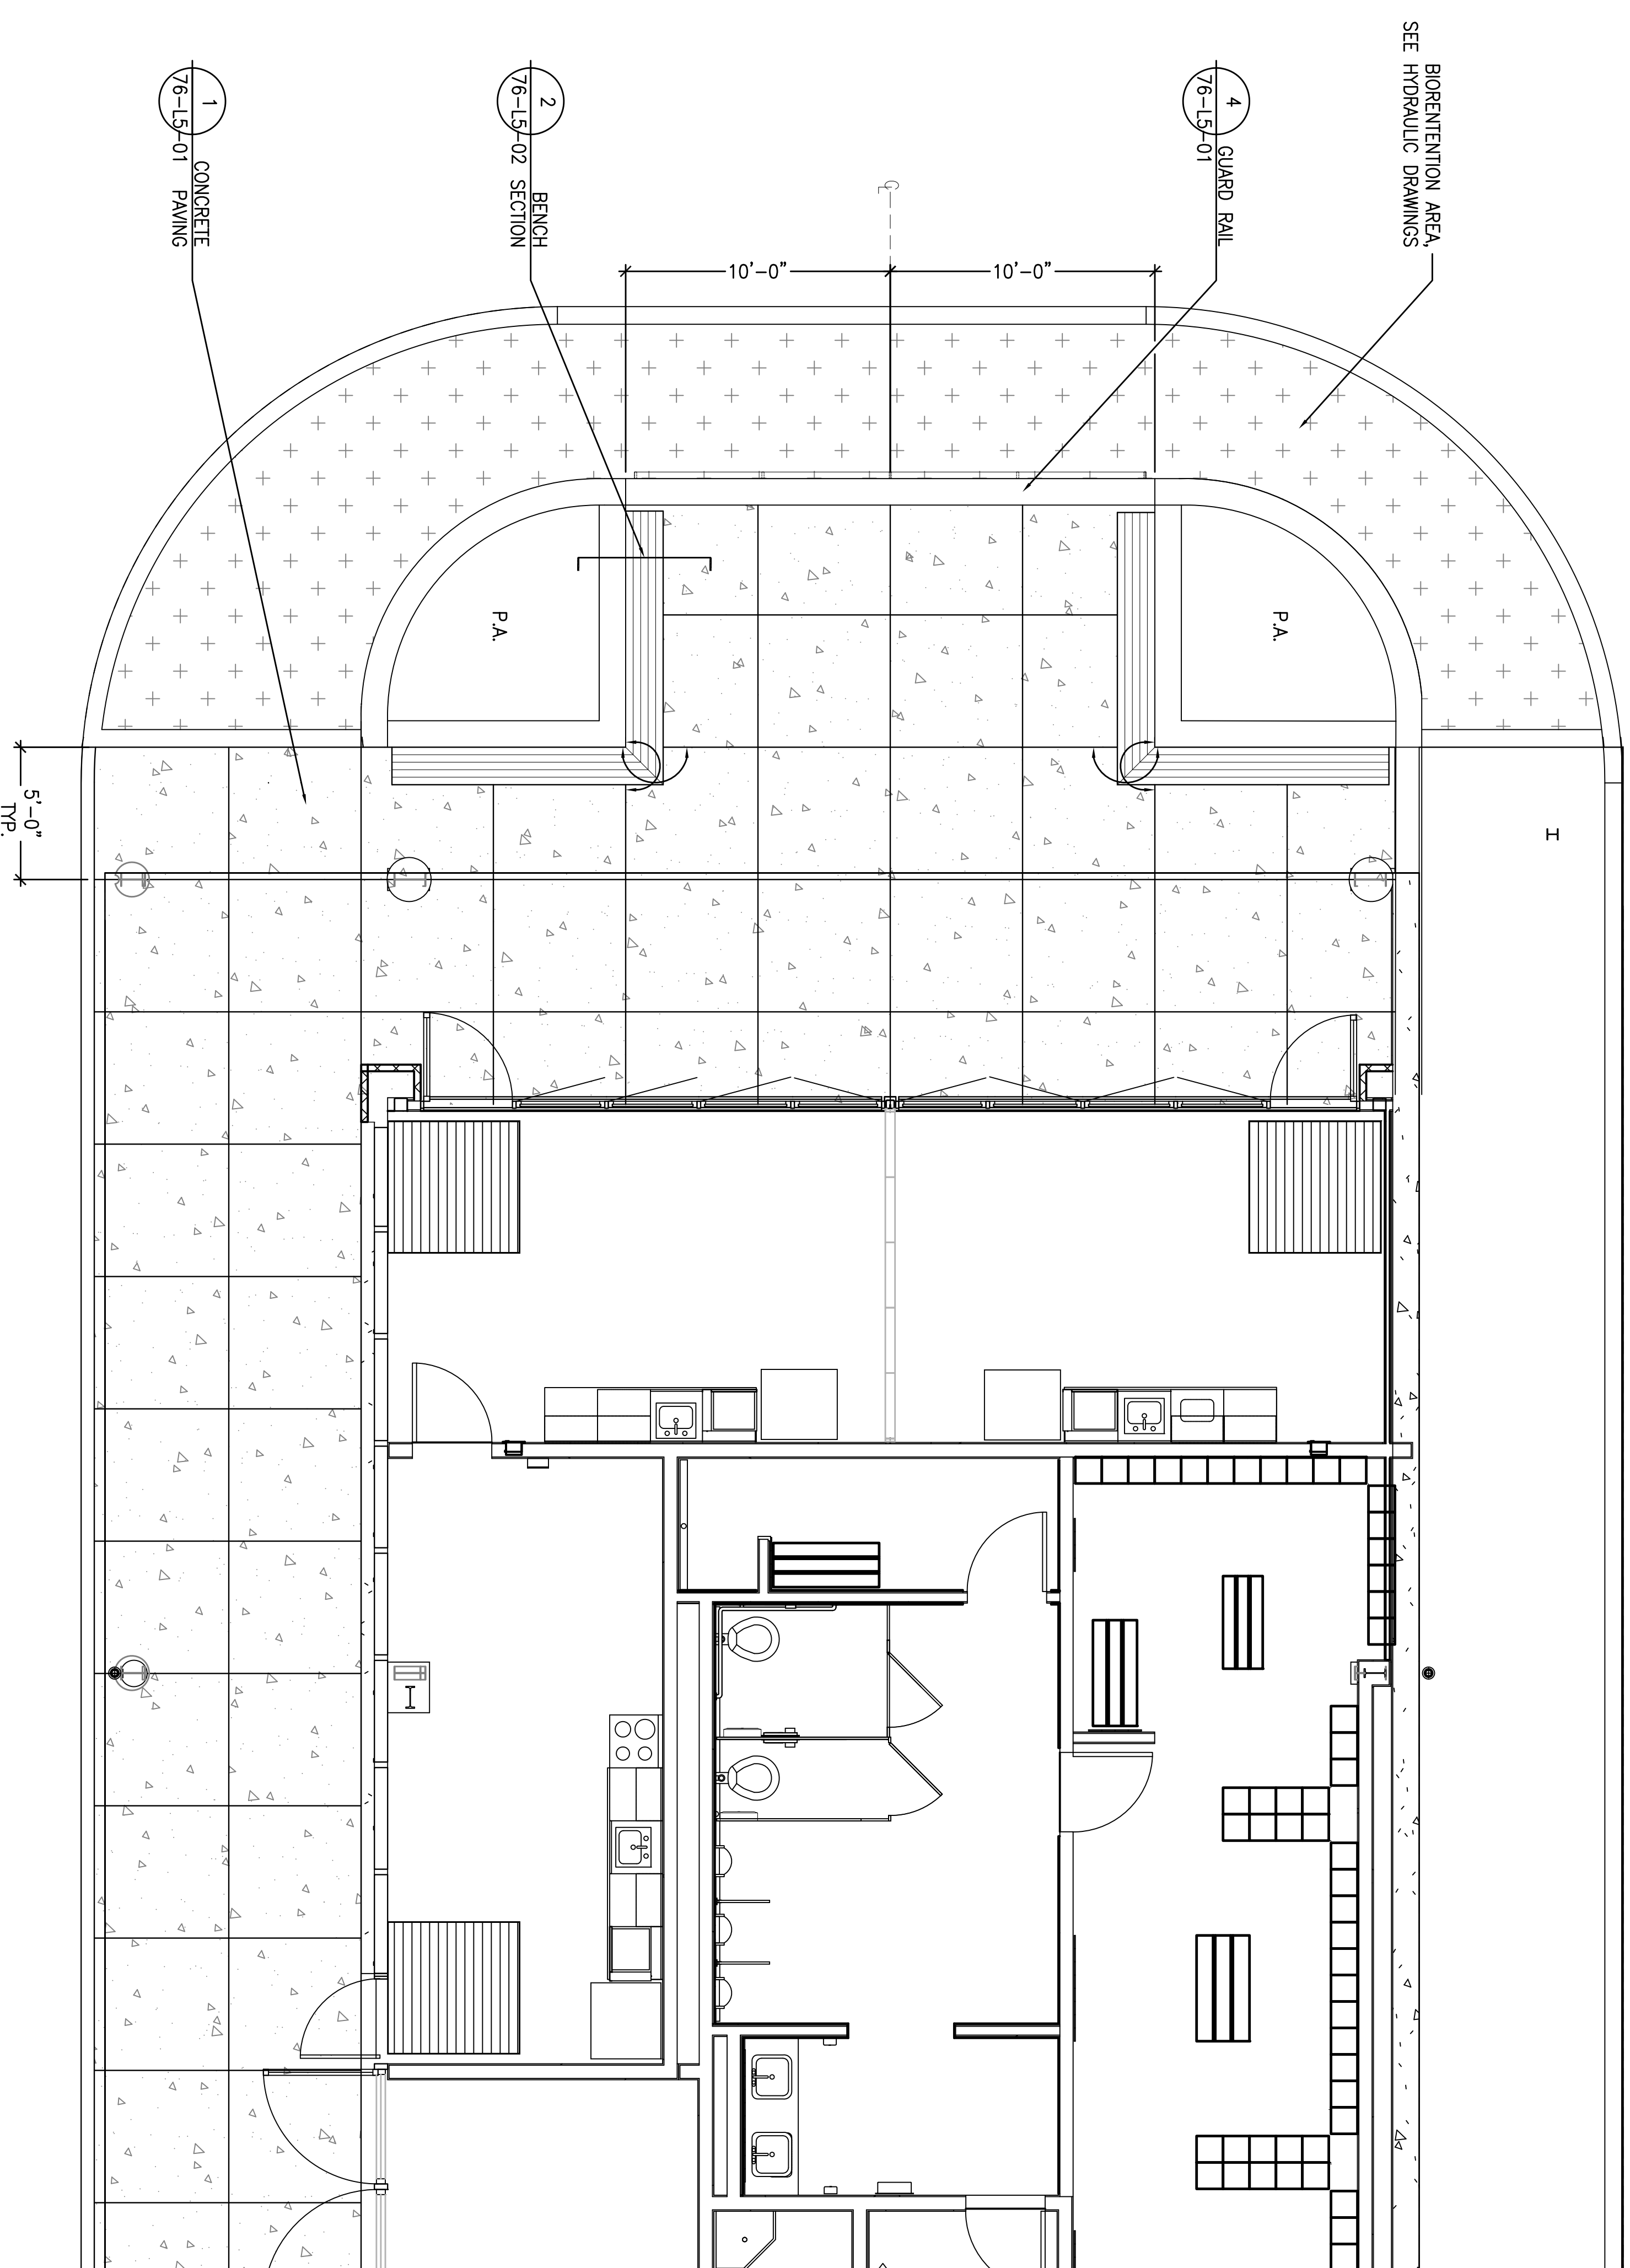 BIORENTENTION AREA,
SEE HYDRAULIC DRAWINGS
4
GUARD RAIL
76-L5-01
CL
2
BENCH
76-L5-02 SECTION
1
CONCRETE
76-L5-01 PAVING
10'-0"
10'-0"
P.A.
P.A.
5'-0"
TYP.
H